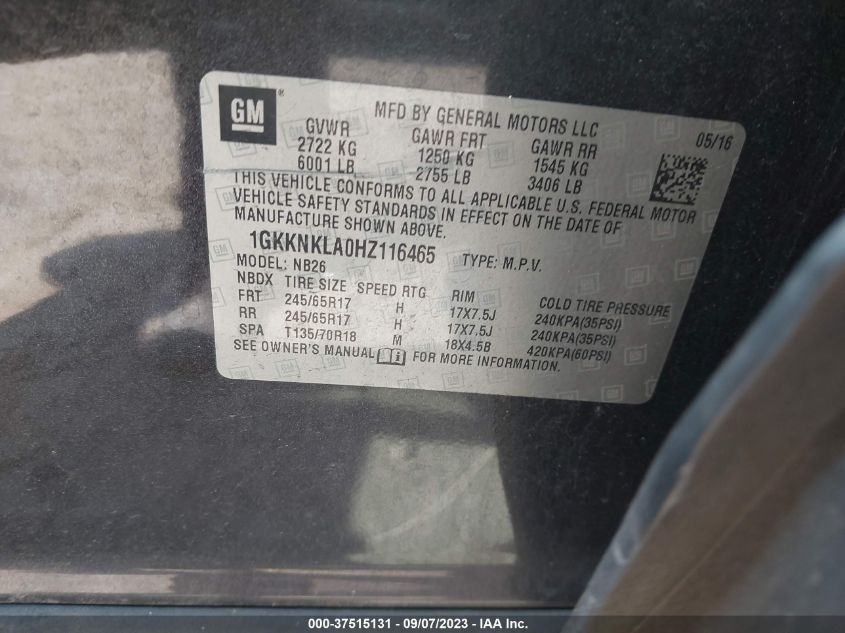 GM®
MFD BY GENERAL MOTORS LLC
05/16
GVWR GAWR FRT GAWR RR
2722 KG 1250 KG 1545 KG
6001 LB 2755 LB 3406 LB
THIS VEHICLE CONFORMS TO ALL APPLICABLE U.S. FEDERAL MOTOR
VEHICLE SAFETY STANDARDS IN EFFECT ON THE DATE OF
MANUFACTURE SHOWN ABOVE.
1GKKNKLA0HZ116465 TYPE: M.P.V.
MODEL: NB26
NBDX TIRE SIZE SPEED RTG RIM COLD TIRE PRESSURE
FRT 245/65R17 H 17X7.5J 240KPA(35PSI)
RR 245/65R17 H 17X7.5J 240KPA(35PSI)
SPA T135/70R18 M 18X4.5B 420KPA(60PSI)
SEE OWNER'S MANUAL FOR MORE INFORMATION.
000-37515131 - 09/07/2023 - IAA Inc.